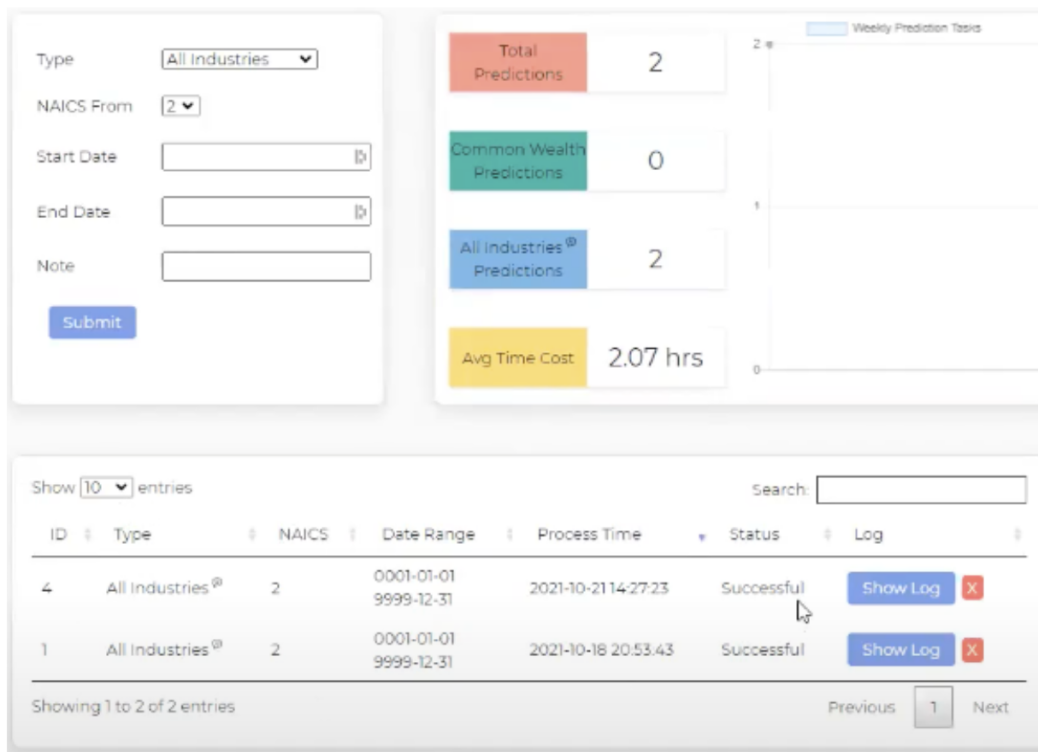 Type All Industries
NAICS From 2
Start Date
End Date
Note
Submit
Total
Predictions
2
Common Wealth
Predictions
0
All Industries
Predictions
2
Avg Time Cost 2.07 hrs
Weekly Prediction Tasks
2
1
0
Show 10 entries
Search:
ID Type NAICS Date Range Process Time Status Log
4 All Industries 2 0001-01-01 9999-12-31 2021-10-21 14:27:23 Successful Show Log X
1 All Industries 2 0001-01-01 9999-12-31 2021-10-18 20:53:43 Successful Show Log X
Showing 1 to 2 of 2 entries
Previous 1 Next